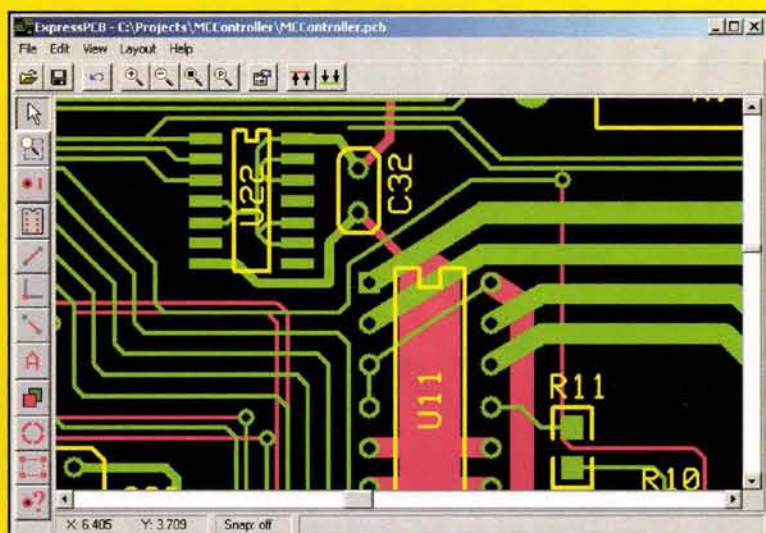 ExpressPCB - C:\Projects\MCController\MCController.pcb
File Edit View Layout Help
U22
C32
U11
R11
R10
X: 6.405 Y: 3.709 Snap: off